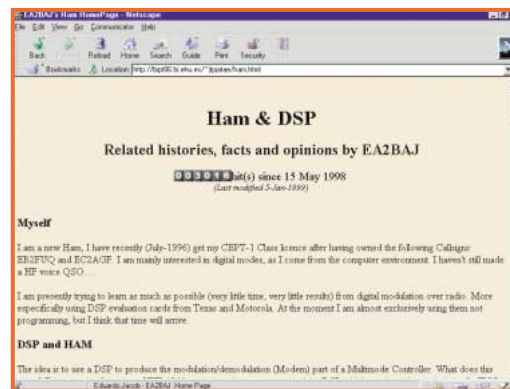 EA2BAJ's Ham HomePage - Netscape
File Edit View Go Communicator Help
Back Reload Home Search Guide Print Security
Bookmarks Location:
Ham & DSP
Related histories, facts and opinions by EA2BAJ
003016 hit(s) since 15 May 1998
(Last modified 5-Jan-1999)
Myself
I am a new Ham, I have recently (July-1996) get my CEPT-1 Class licence after having owned the following Callsigns:
EB2FUQ and EC2AGF. I am mainly interested in digital modes, as I come from the computer environment. I haven't still made
a HF voice QSO....
I am presently trying to learn as much as possible (very little time, very little results) from digital modulation over radio. More
especifically using DSP evaluation cards from Texas and Motorola. At the moment I am almost exclusively using them not
programming, but I think that time will arrive.
DSP and HAM
The idea is to use a DSP to produce the modulation/demodulation (Modem) part of a Multimode Controller. What does this
Eduardo Jacob - EA2BAJ Home Page